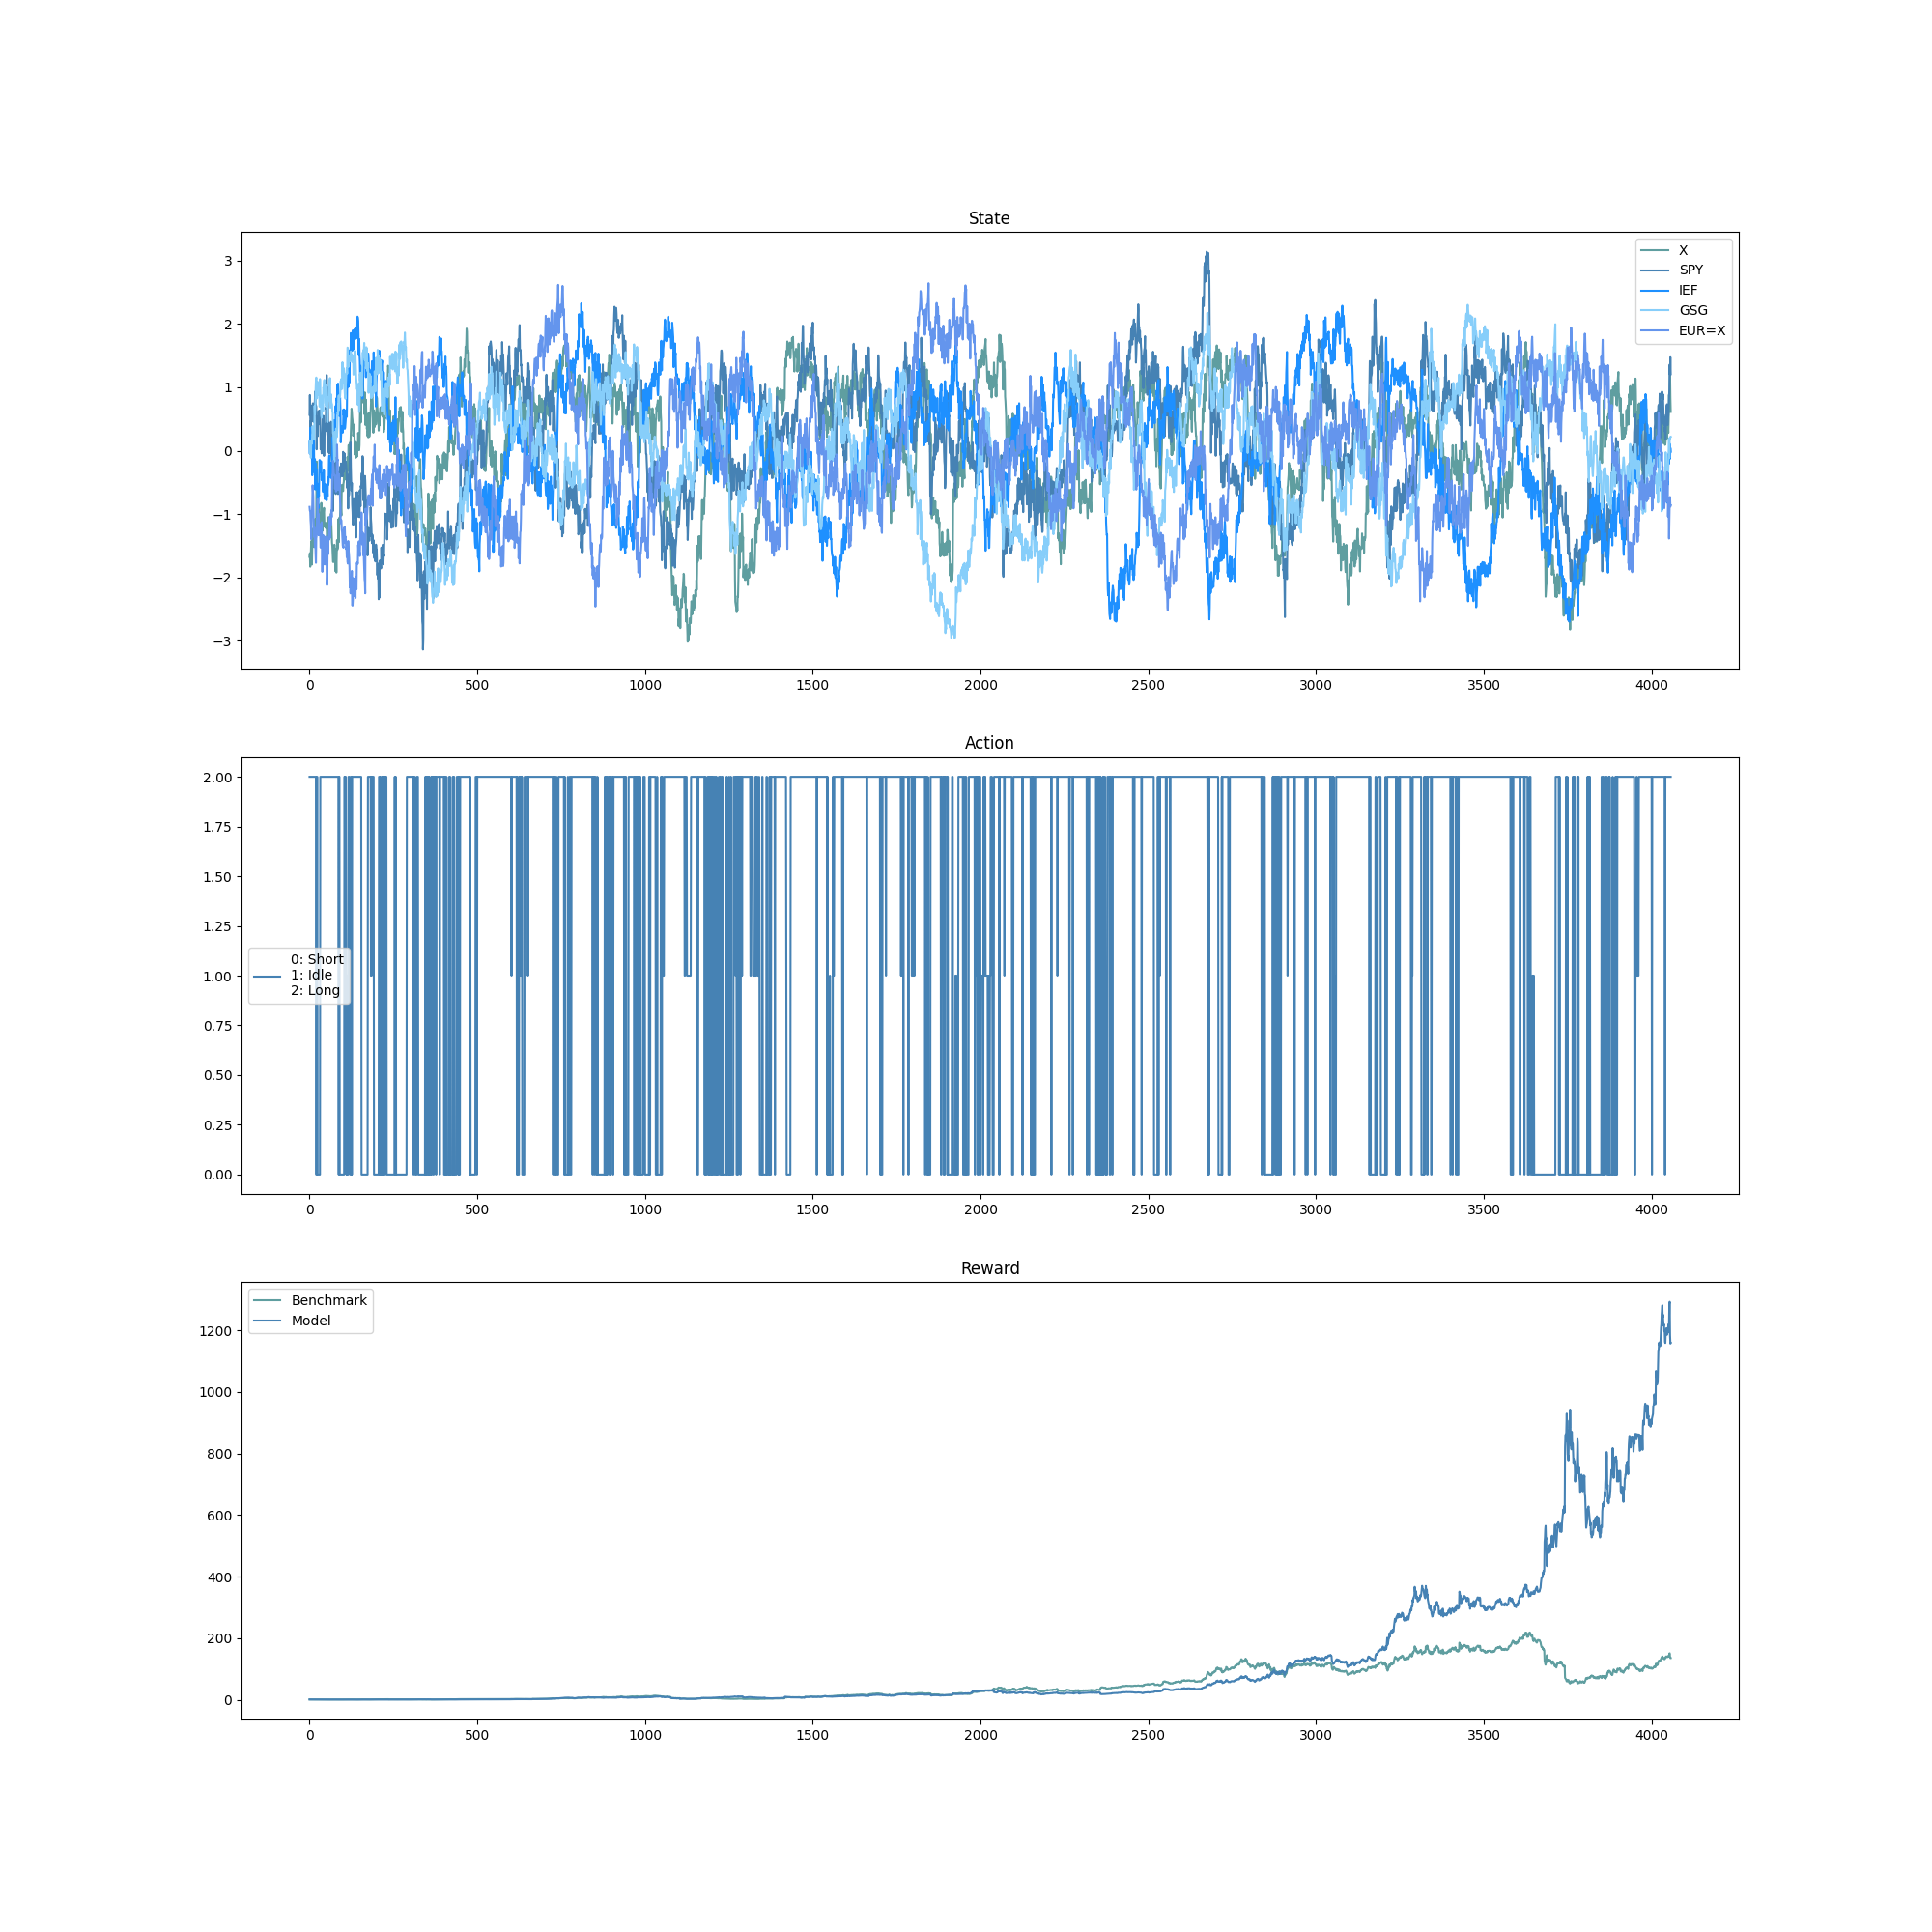 State
3
2
1
0
−1
−2
−3
X
SPY
IEF
GSG
EUR=X
0 500 1000 1500 2000 2500 3000 3500 4000
Action
2.00
1.75
1.50
1.25
1.00
0.75
0.50
0.25
0.00
0: Short
1: Idle
2: Long
0 500 1000 1500 2000 2500 3000 3500 4000
Reward
Benchmark
Model
1200
1000
800
600
400
200
0
0 500 1000 1500 2000 2500 3000 3500 4000